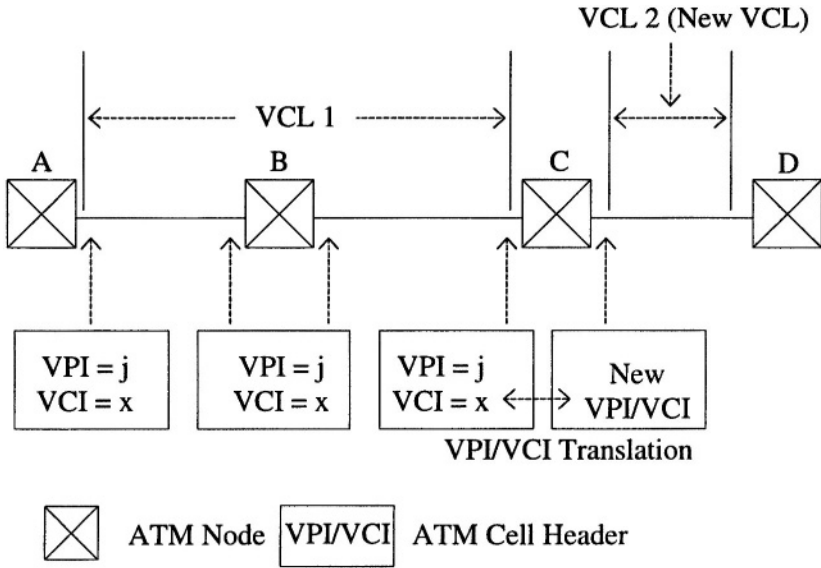 VCL 2 (New VCL)
VCL 1
A
B
C
D
VPI = j
VCI = x
VPI = j
VCI = x
VPI = j
VCI = x
New
VPI/VCI
VPI/VCI Translation
ATM Node
VPI/VCI
ATM Cell Header